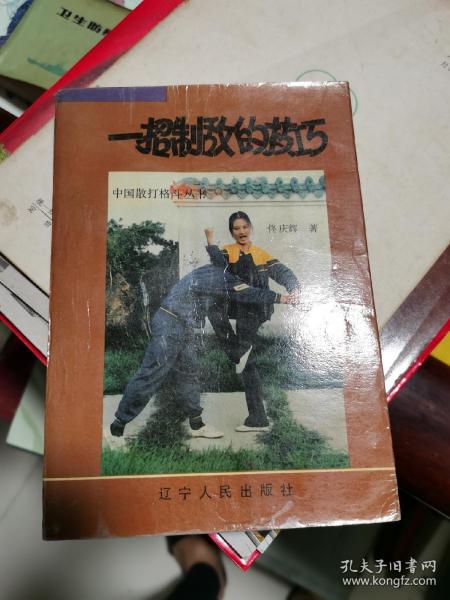 卫生防
一招制敌的技巧
中国散打格斗丛书
佟庆辉 著
辽宁人民出版社
孔夫子旧书网
www.kongfz.com